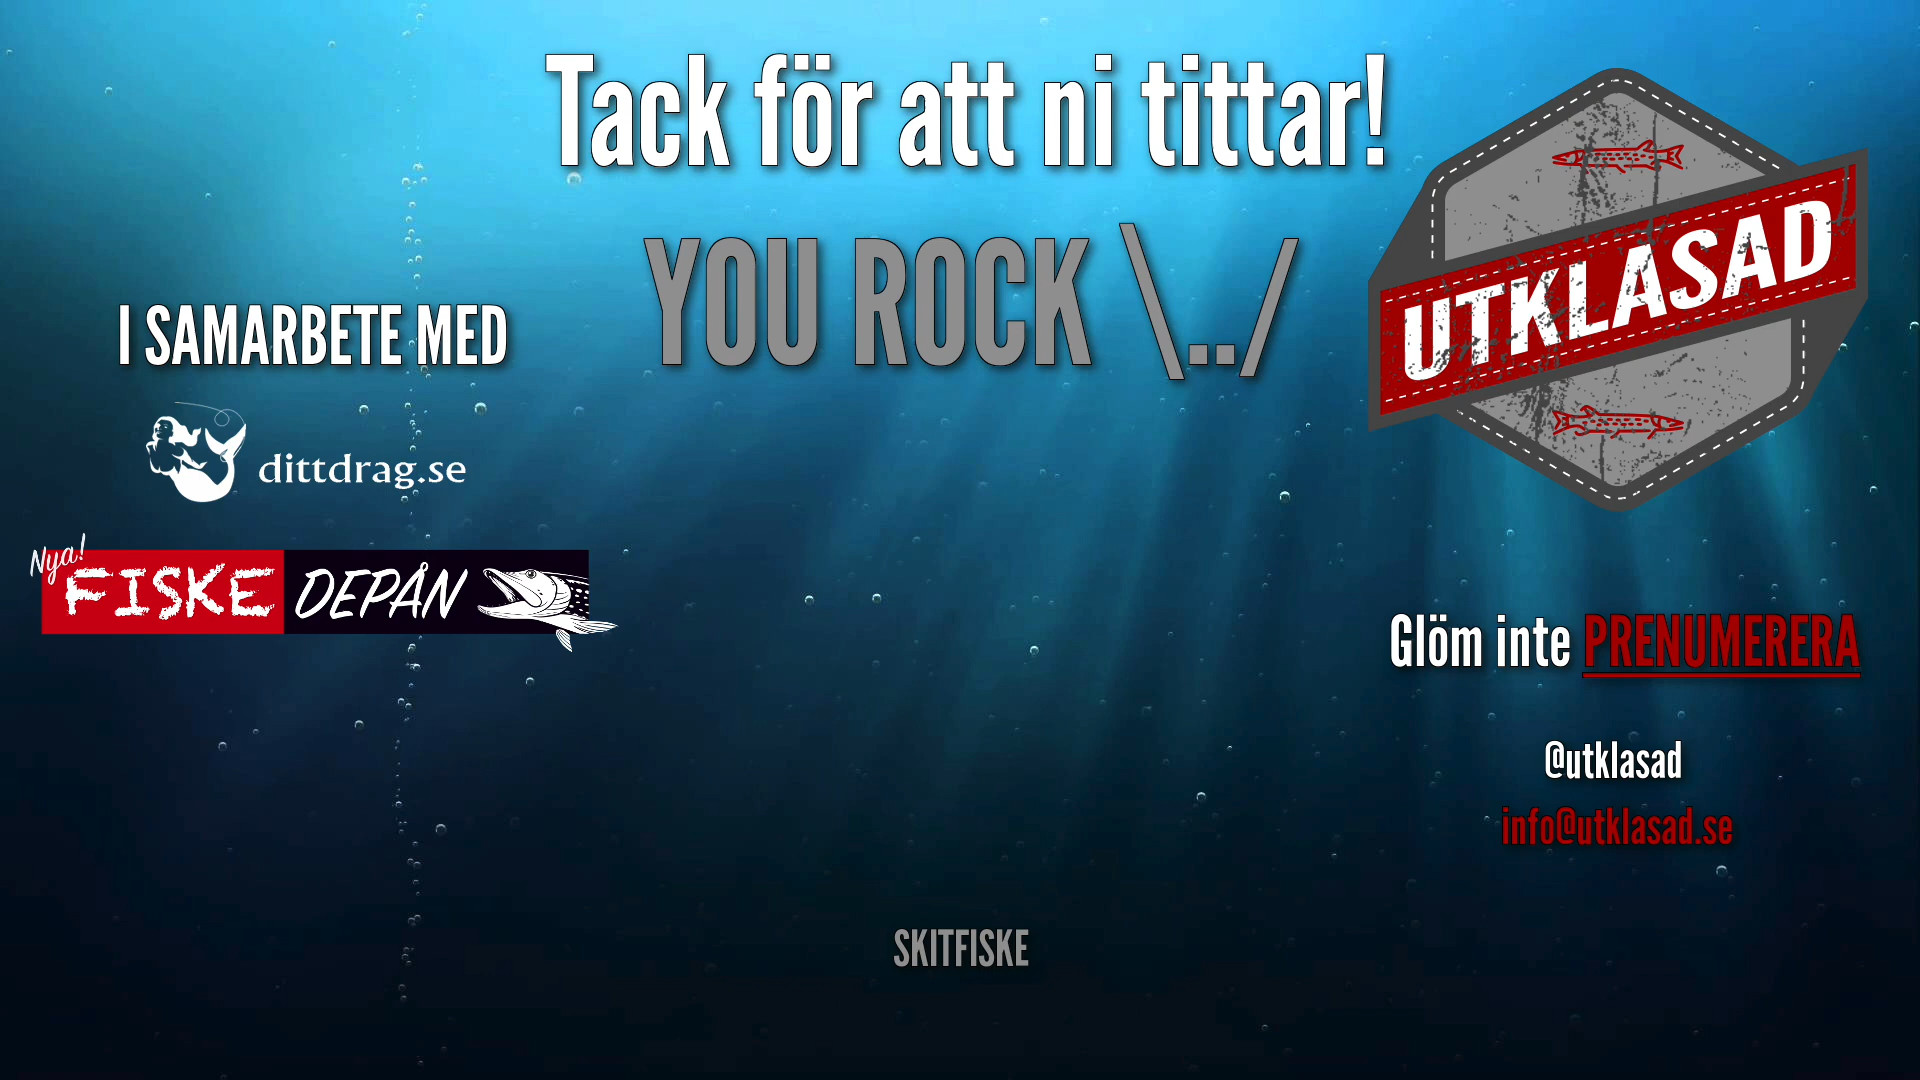 Tack för att ni tittar!
YOU ROCK \../
UTKLASAD
I SAMARBETE MED
dittdrag.se
Nya!
FISKE DEPÅN
Glöm inte PRENUMERERA
@utklasad
info@utklasad.se
SKITFISKE